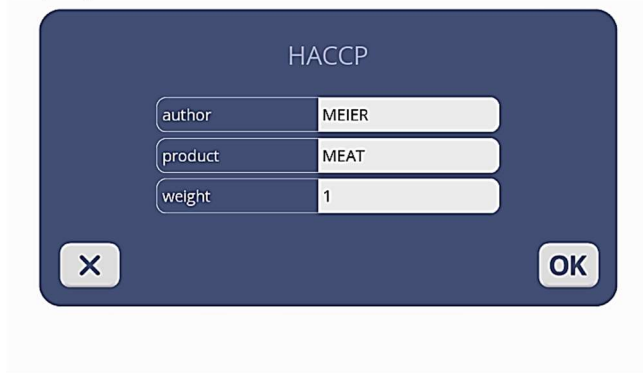 HACCP
author MEIER
product MEAT
weight 1
X OK